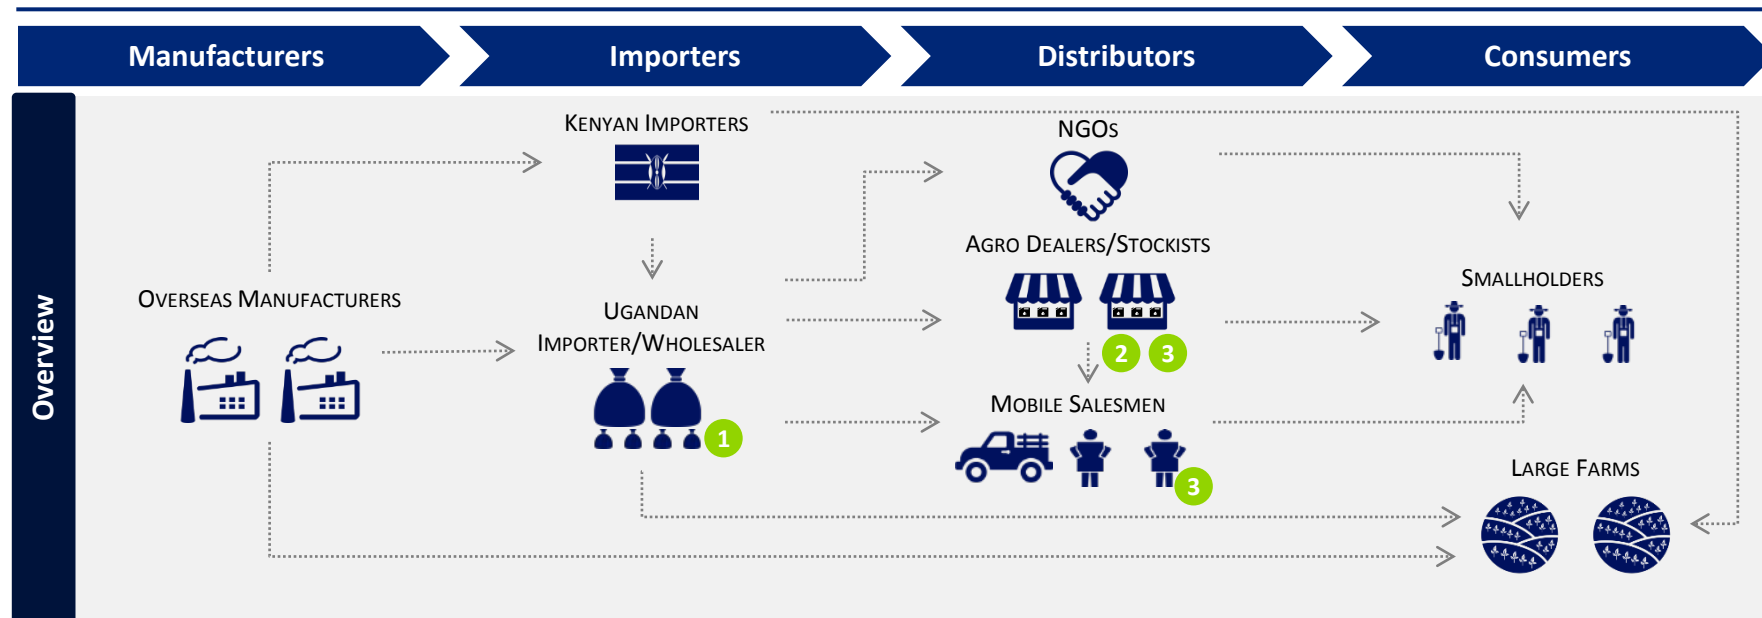 Manufacturers
Importers
Distributors
Consumers
Overview
KENYAN IMPORTERS
NGOs
AGRO DEALERS/STOCKISTS
SMALLHOLDERS
OVERSEAS MANUFACTURERS
UGANDAN
IMPORTER/WHOLESALER
2
3
MOBILE SALESMEN
1
3
LARGE FARMS